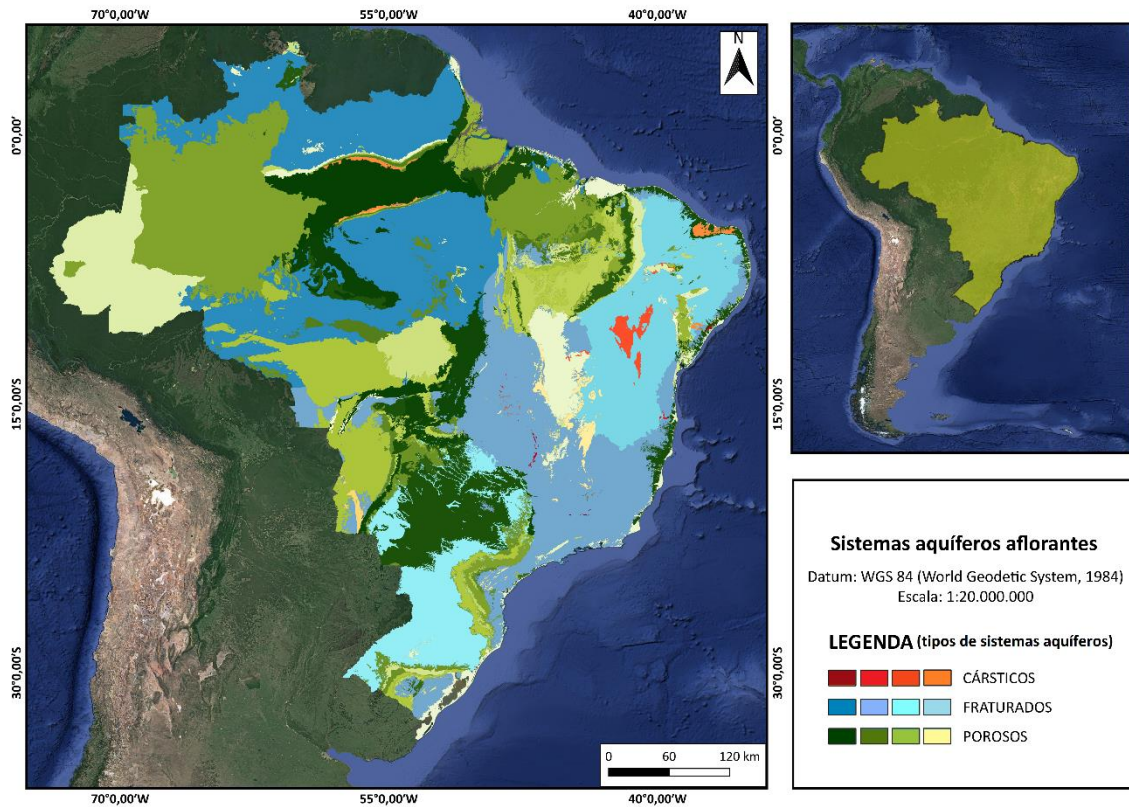 70°0,00'W 55°0,00'W 40°0,00'W
N
0°0,00'
0°0,00'
15°0,00'S
15°0,00'S
30°0,00'S
30°0,00'S
0 60 120 km
70°0,00'W 55°0,00'W 40°0,00'W
Sistemas aquíferos aflorantes
Datum: WGS 84 (World Geodetic System, 1984)
Escala: 1:20.000.000
LEGENDA (tipos de sistemas aquíferos)
CÁRSTICOS
FRATURADOS
POROSOS